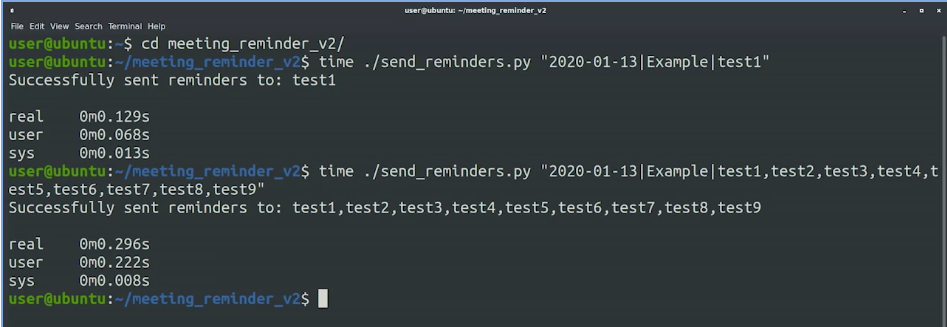 user@ubuntu: ~/meeting_reminder_v2
File Edit View Search Terminal Help
user@ubuntu:~$ cd meeting_reminder_v2/
user@ubuntu:~/meeting_reminder_v2$ time ./send_reminders.py "2020-01-13|Example|test1"
Successfully sent reminders to: test1

real    0m0.129s
user    0m0.068s
sys     0m0.013s
user@ubuntu:~/meeting_reminder_v2$ time ./send_reminders.py "2020-01-13|Example|test1,test2,test3,test4,t
est5,test6,test7,test8,test9"
Successfully sent reminders to: test1,test2,test3,test4,test5,test6,test7,test8,test9

real    0m0.296s
user    0m0.222s
sys     0m0.008s
user@ubuntu:~/meeting_reminder_v2$